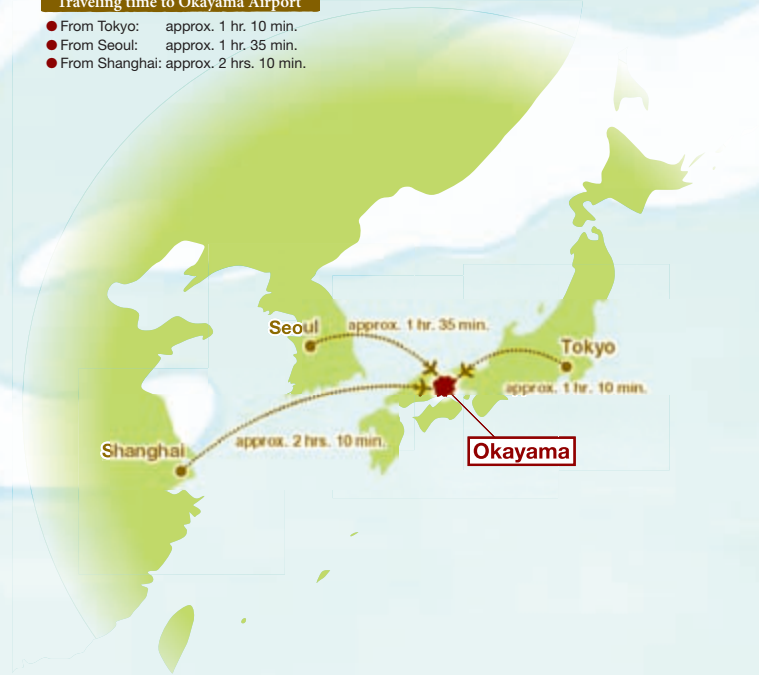 Traveling time to Okayama Airport
● From Tokyo: approx. 1 hr. 10 min.
● From Seoul: approx. 1 hr. 35 min.
● From Shanghai: approx. 2 hrs. 10 min.
Seoul
approx. 1 hr. 35 min.
Tokyo
approx. 1 hr. 10 min.
Shanghai
approx. 2 hrs. 10 min.
Okayama